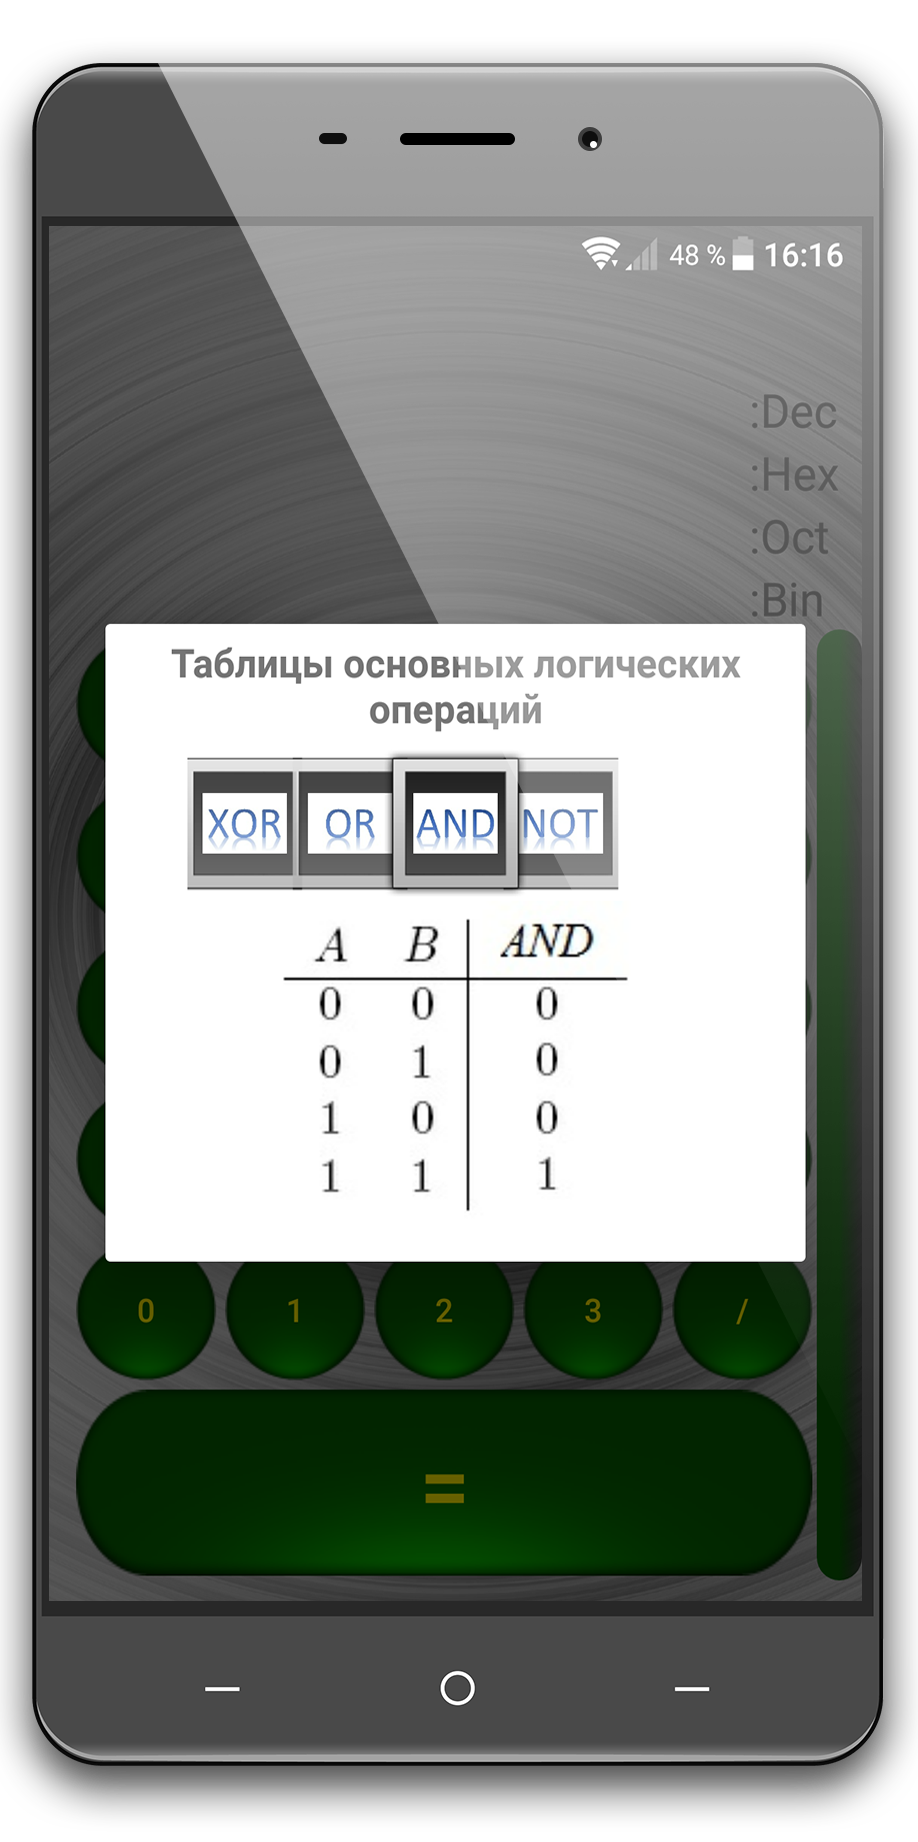 48 % 16:16
:Dec
:Hex
:Oct
:Bin
Таблицы основных логических
операций
XOR OR AND NOT
A B AND
0 0 0
0 1 0
1 0 0
1 1 1
0 1 2 3 /
=